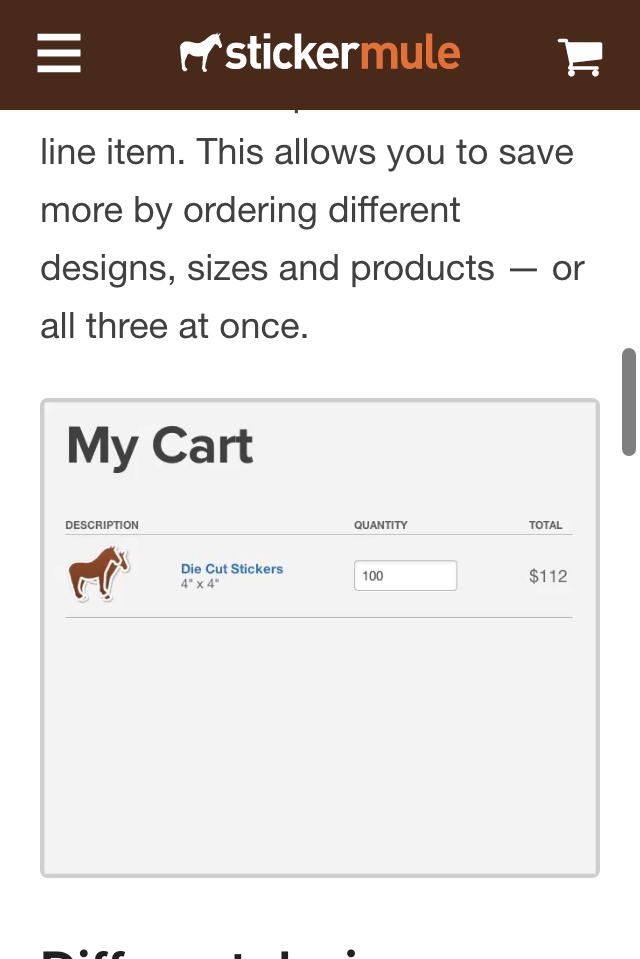 stickermule
line item. This allows you to save
more by ordering different
designs, sizes and products — or
all three at once.
My Cart
DESCRIPTION QUANTITY TOTAL
Die Cut Stickers 100 $112
4" x 4"